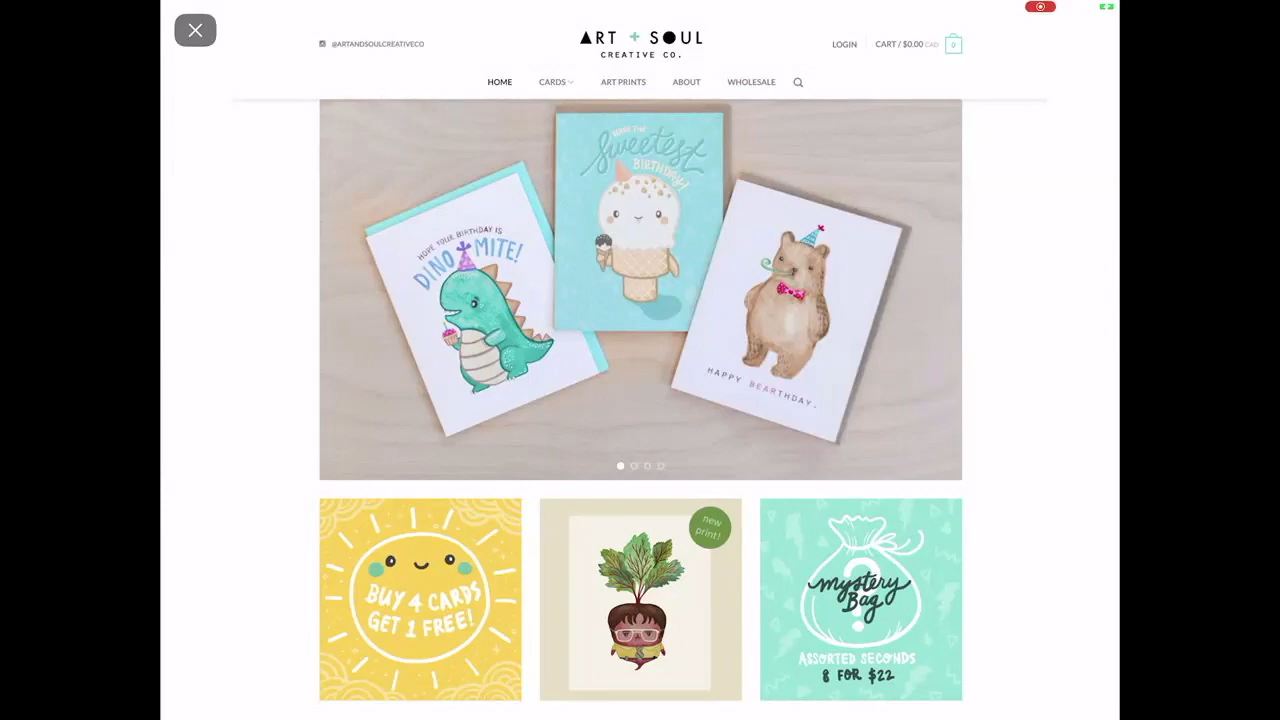 @ARTANDSOULCREATIVECO
ART + SOUL
CREATIVE CO.
LOGIN
CART / $0.00 CAD
0
HOME
CARDS
ART PRINTS
ABOUT
WHOLESALE
HOPE YOUR BIRTHDAY IS
DINO MITE!
HAVE THE
sweetest
BIRTHDAY!
HAPPY BEARTHDAY.
BUY 4 CARDS
GET 1 FREE!
new
print!
?
mystery
Bag
ASSORTED SECONDS
8 FOR $22